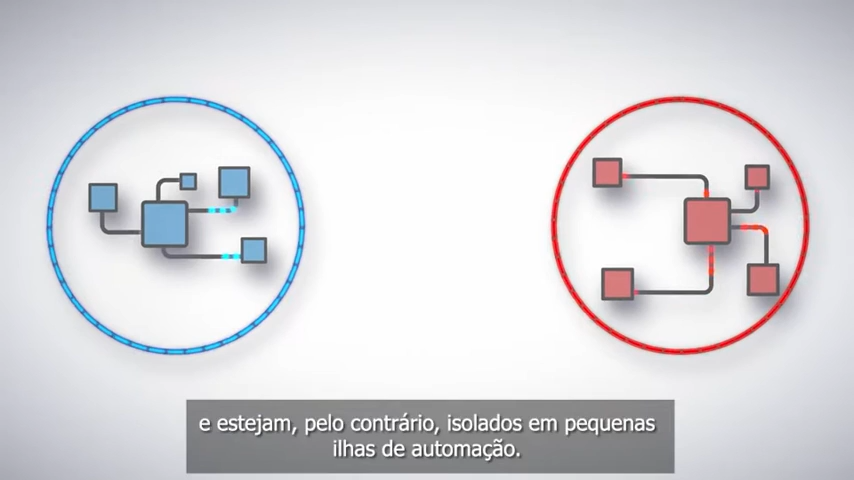 e estejam, pelo contrário, isolados em pequenas
ilhas de automação.